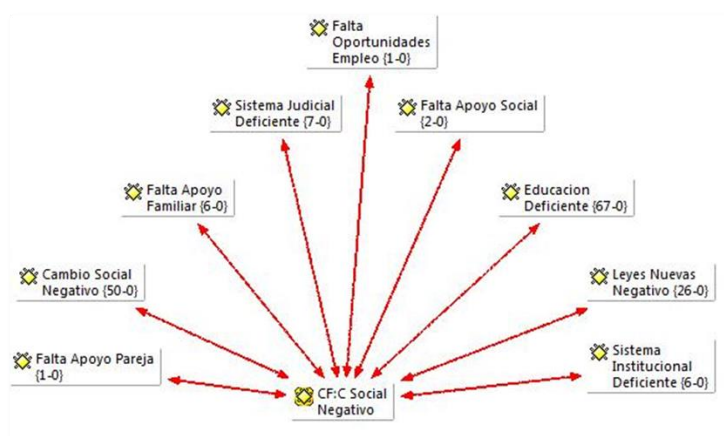 Falta
Oportunidades
Empleo {1-0}
Sistema Judicial
Deficiente {7-0}
Falta Apoyo Social
{2-0}
Falta Apoyo
Familiar {6-0}
Educacion
Deficiente {67-0}
Cambio Social
Negativo {50-0}
Leyes Nuevas
Negativo {26-0}
Falta Apoyo Pareja
{1-0}
Sistema
Institucional
Deficiente {6-0}
CF:C Social
Negativo